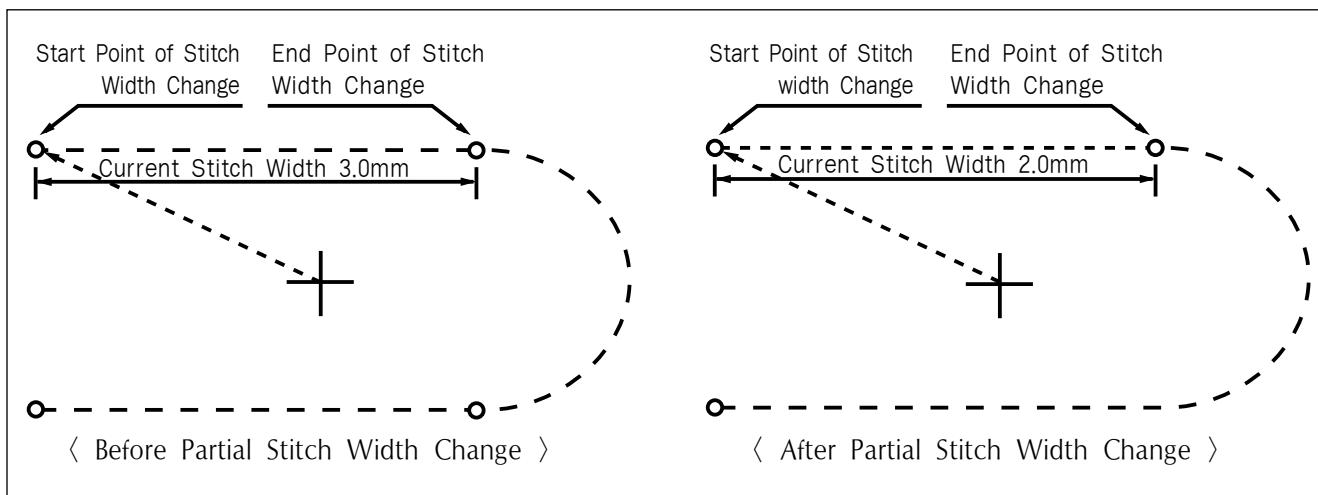 Start Point of Stitch
Width Change
End Point of Stitch
Width Change
Current Stitch Width 3.0mm
〈 Before Partial Stitch Width Change 〉
Start Point of Stitch
width Change
End Point of Stitch
Width Change
Current Stitch Width 2.0mm
〈 After Partial Stitch Width Change 〉